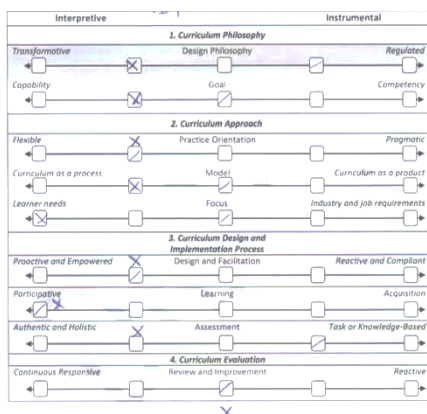 Interpretive Instrumental
1. Curriculum Philosophy
Transformative Design Philosophy Regulated
Capability Goal Competency
2. Curriculum Approach
Flexible Practice Orientation Pragmatic
Curriculum as a process Model Curriculum as a product
Learner needs Focus Industry and job requirements
3. Curriculum Design and
Implementation Process
Proactive and Empowered Design and Facilitation Reactive and Compliant
Participative Learning Acquisition
Authentic and Holistic Assessment Task or Knowledge-Based
4. Curriculum Evaluation
Continuous Responsive Review and Improvement Reactive